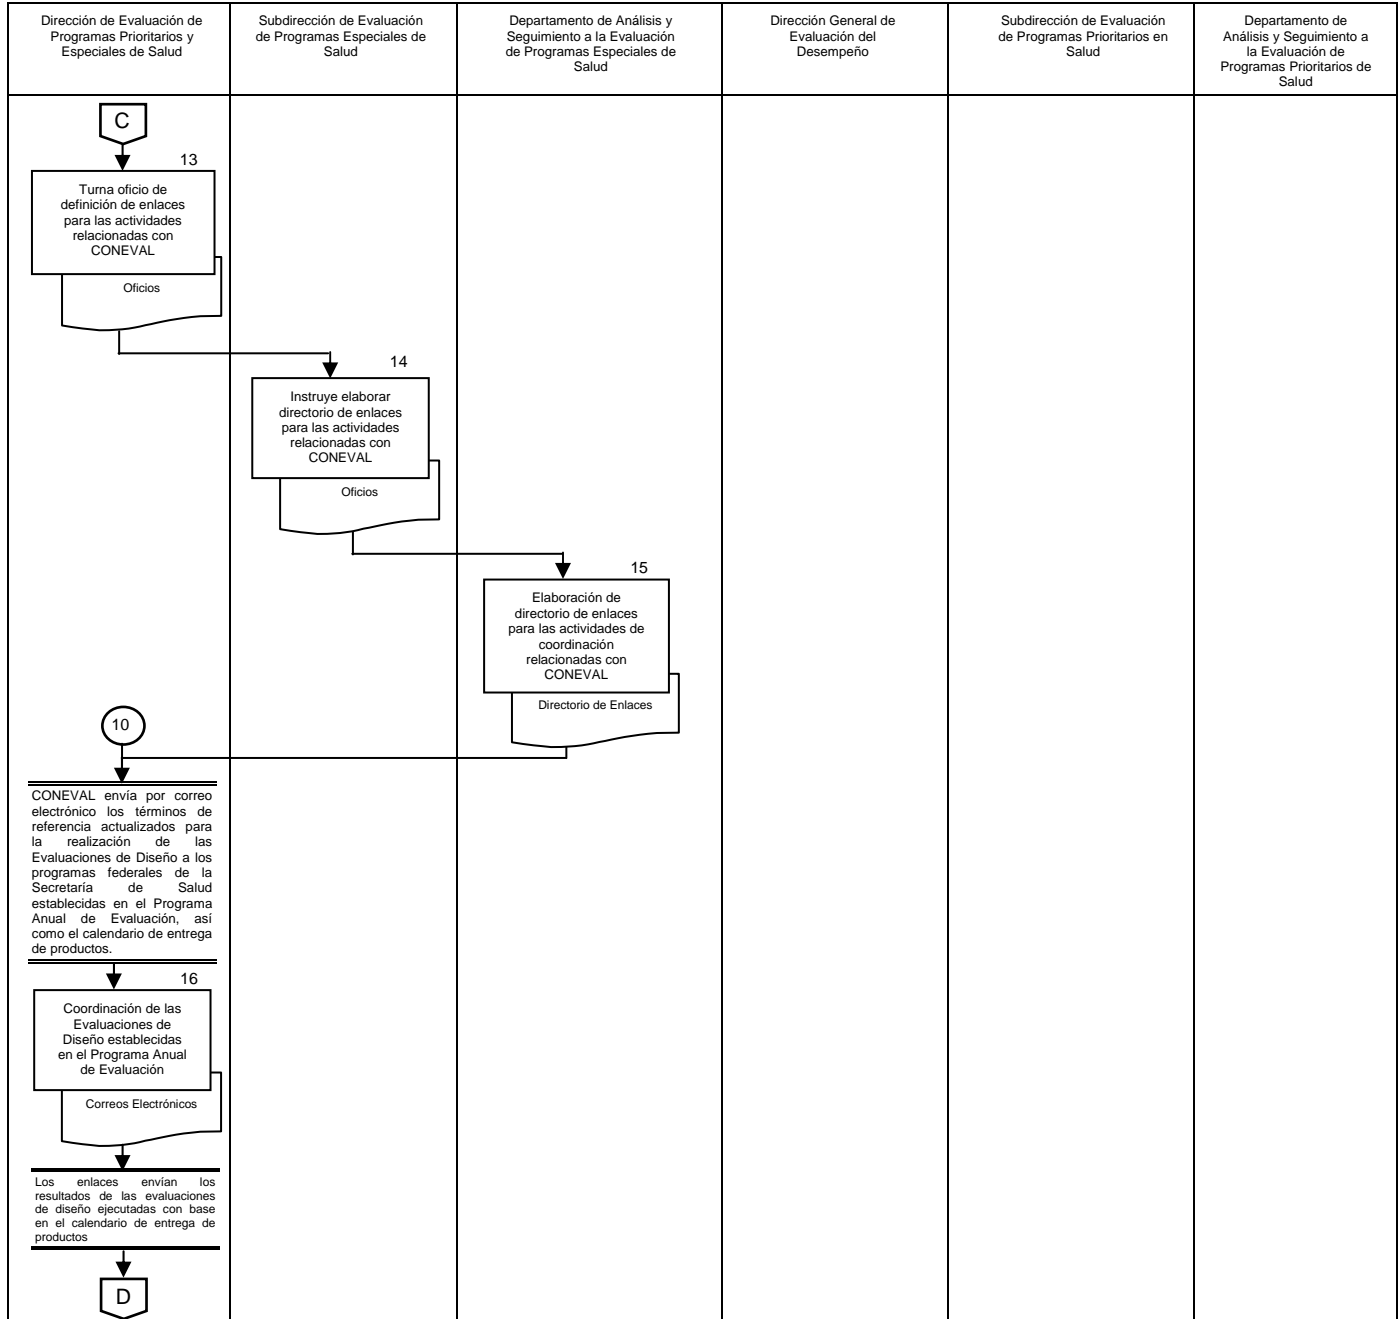 Dirección de Evaluación de
Programas Prioritarios y
Especiales de Salud
Subdirección de Evaluación
de Programas Especiales de
Salud
Departamento de Análisis y
Seguimiento a la Evaluación
de Programas Especiales de
Salud
Dirección General de
Evaluación del
Desempeño
Subdirección de Evaluación
de Programas Prioritarios en
Salud
Departamento de
Análisis y Seguimiento a
la Evaluación de
Programas Prioritarios de
Salud
C
13
Turna oficio de
definición de enlaces
para las actividades
relacionadas con
CONEVAL
Oficios
14
Instruye elaborar
directorio de enlaces
para las actividades
relacionadas con
CONEVAL
Oficios
15
Elaboración de
directorio de enlaces
para las actividades de
coordinación
relacionadas con
CONEVAL
Directorio de Enlaces
10
CONEVAL envía por correo
electrónico los términos de
referencia actualizados para
la realización de las
Evaluaciones de Diseño a los
programas federales de la
Secretaría de Salud
establecidas en el Programa
Anual de Evaluación, así
como el calendario de entrega
de productos.
16
Coordinación de las
Evaluaciones de
Diseño establecidas
en el Programa Anual
de Evaluación
Correos Electrónicos
Los enlaces envían los
resultados de las evaluaciones
de diseño ejecutadas con base
en el calendario de entrega de
productos
D